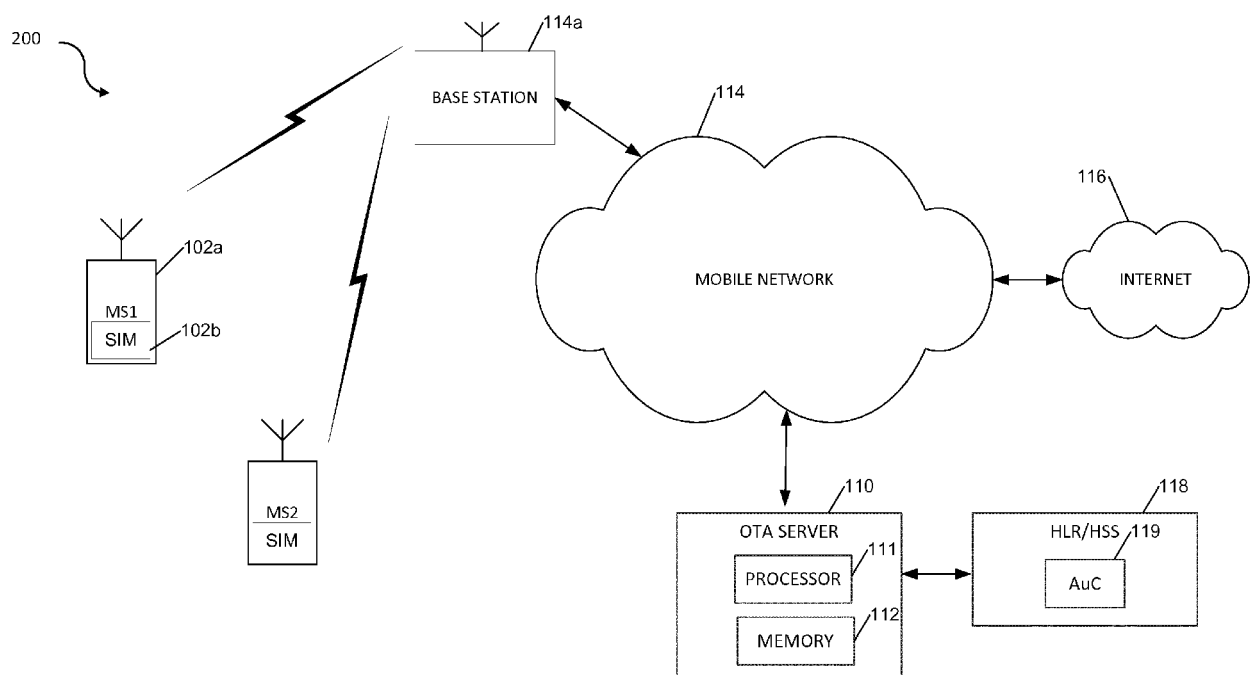 200
114a
BASE STATION
114
MOBILE NETWORK
116
INTERNET
102a
MS1
SIM
102b
MS2
SIM
110
OTA SERVER
111
PROCESSOR
112
MEMORY
118
HLR/HSS
119
AuC